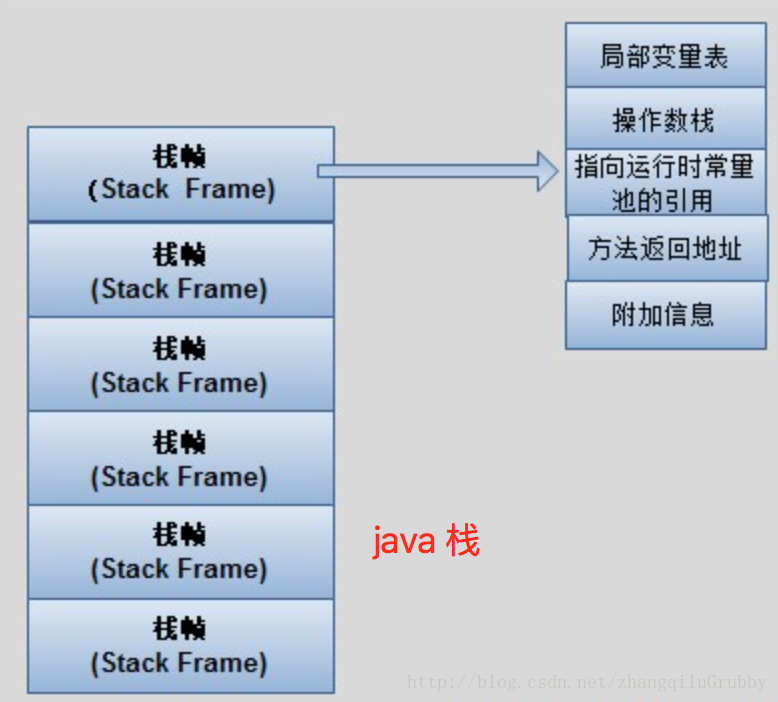 栈帧
(Stack Frame)
栈帧
(Stack Frame)
栈帧
(Stack Frame)
栈帧
(Stack Frame)
栈帧
(Stack Frame)
栈帧
(Stack Frame)
局部变量表
操作数栈
指向运行时常量
池的引用
方法返回地址
附加信息
java 栈
http://blog.csdn.net/zhangqiluGrubby